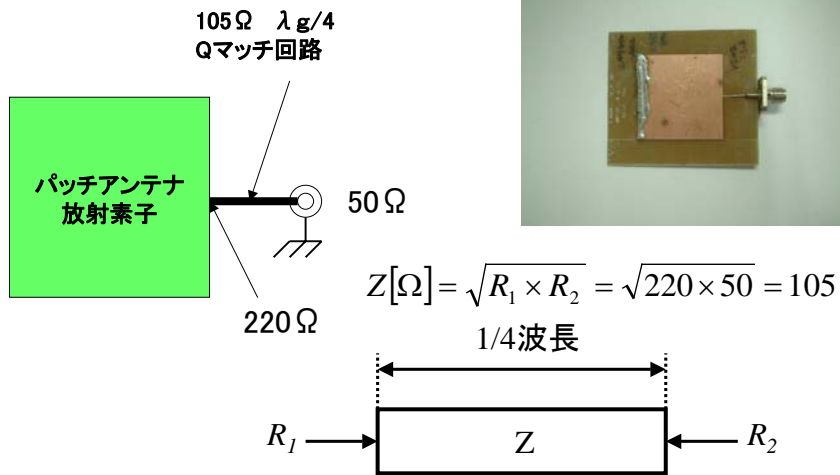 105Ω λg/4
Qマッチ回路
パッチアンテナ
放射素子
50Ω
220Ω
Z[Ω] = √R₁ × R₂ = √220 × 50 = 105
1/4波長
R₁
Z
R₂